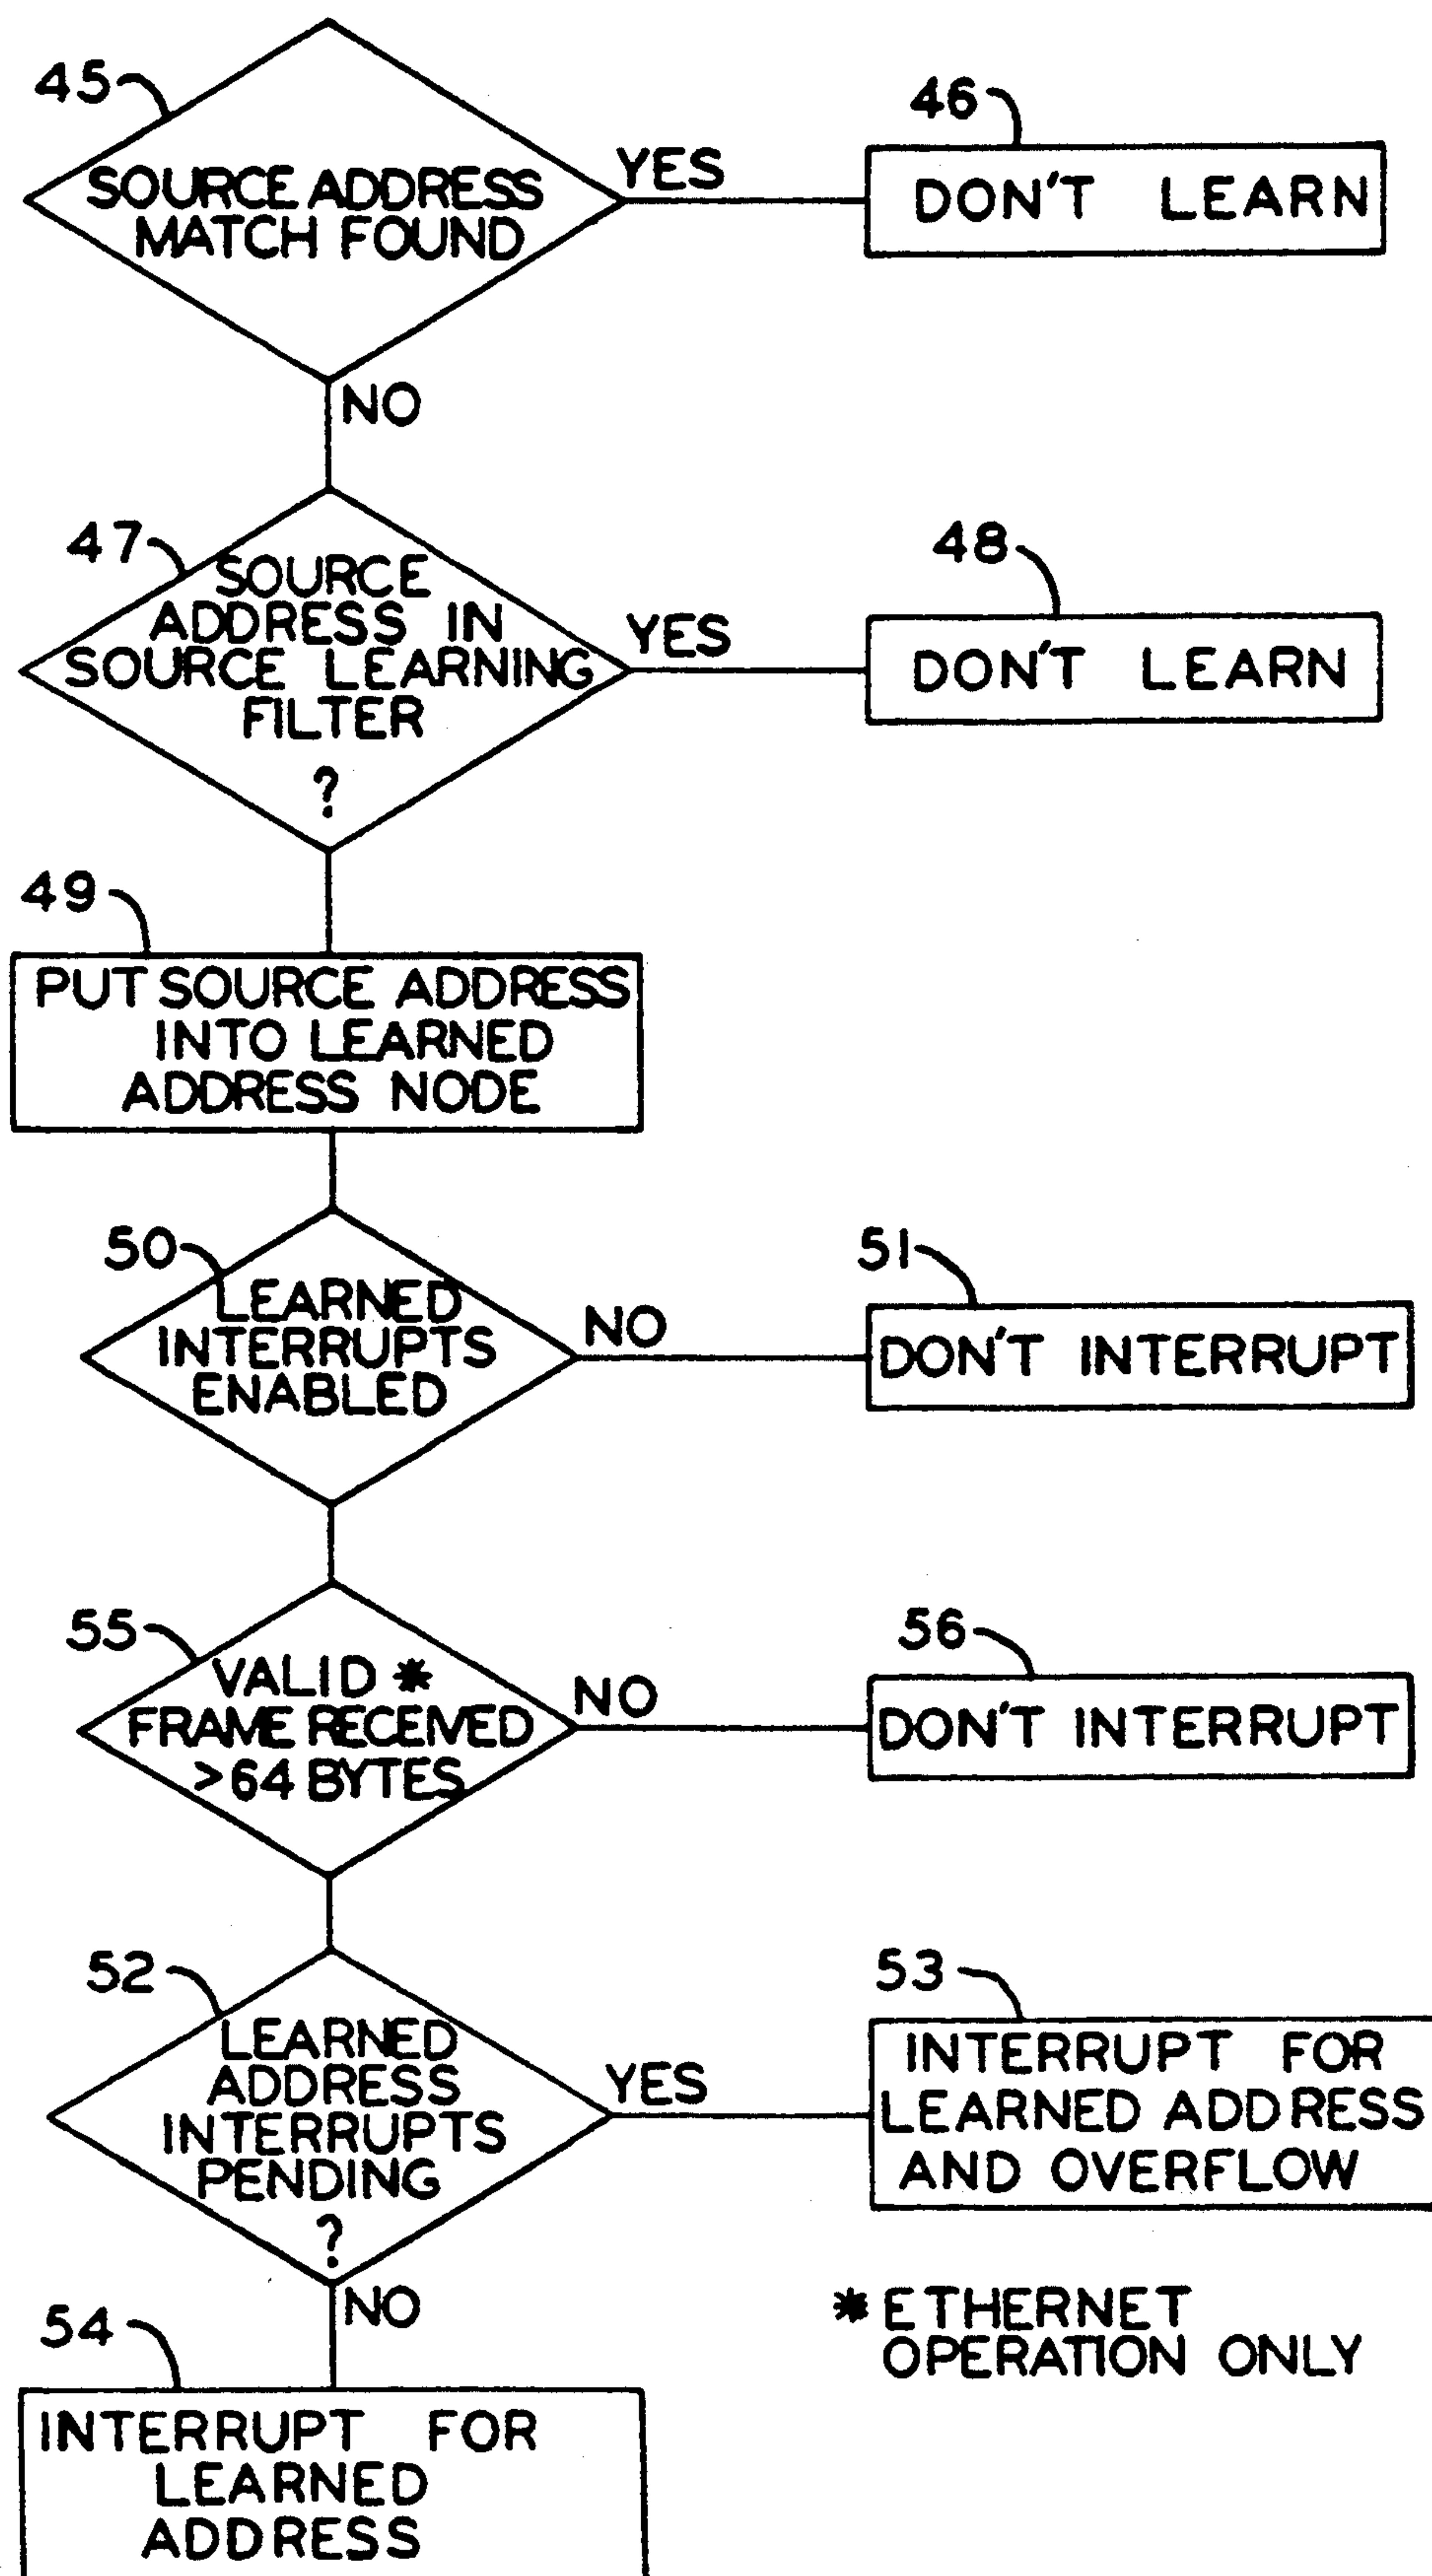 45
SOURCE ADDRESS
MATCH FOUND
YES
46
DON'T LEARN
NO
47
SOURCE
ADDRESS IN
SOURCE LEARNING
FILTER
?
YES
48
DON'T LEARN
49
PUT SOURCE ADDRESS
INTO LEARNED
ADDRESS NODE
50
LEARNED
INTERRUPTS
ENABLED
NO
51
DON'T INTERRUPT
55
VALID *
FRAME RECEIVED
>64 BYTES
NO
56
DON'T INTERRUPT
52
LEARNED
ADDRESS
INTERRUPTS
PENDING
?
YES
53
INTERRUPT FOR
LEARNED ADDRESS
AND OVERFLOW
NO
* ETHERNET
OPERATION ONLY
54
INTERRUPT FOR
LEARNED
ADDRESS